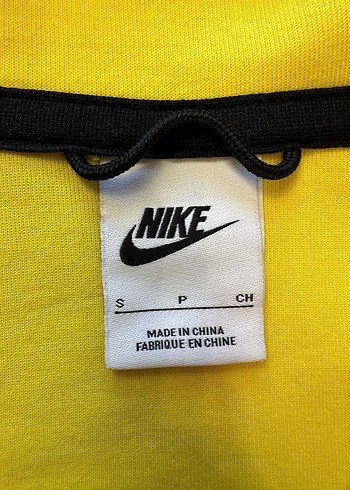 NIKE
S P CH
MADE IN CHINA
FABRIQUE EN CHINE